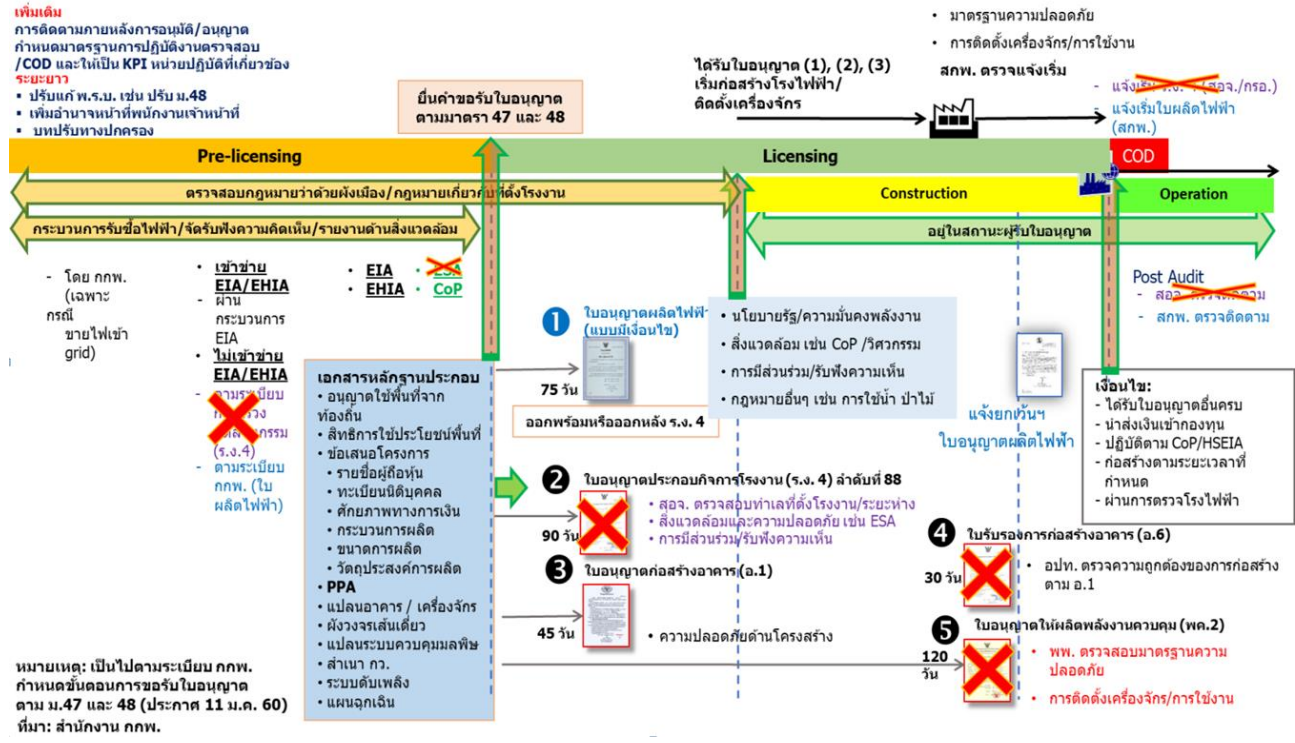 เพิ่มเติม
การติดตามภายหลังการอนุมัติ/อนุญาต
กำหนดมาตรฐานการปฏิบัติงานตรวจสอบ
/COD และให้เป็น KPI หน่วยปฏิบัติที่เกี่ยวข้อง
ระยะยาว
▪ ปรับแก้ พ.ร.บ. เช่น ปรับ ม.48
▪ เพิ่มอำนาจหน้าที่พนักงานเจ้าหน้าที่
▪ บทปรับทางปกครอง
ยื่นคำขอรับใบอนุญาต
ตามมาตรา 47 และ 48
ได้รับใบอนุญาต (1), (2), (3)
เริ่มก่อสร้างโรงไฟฟ้า/
ติดตั้งเครื่องจักร
• มาตรฐานความปลอดภัย
• การติดตั้งเครื่องจักร/การใช้งาน
สกพ. ตรวจแจ้งเริ่ม
- แจ้งเริ่ม (สอจ./กรอ.)
- แจ้งเริ่มใบผลิตไฟฟ้า
(สกพ.)
Pre-licensing
Licensing
COD
ตรวจสอบกฎหมายว่าด้วยผังเมือง/กฎหมายเกี่ยวกับที่ตั้งโรงงาน
Construction
Operation
กระบวนการรับซื้อไฟฟ้า/จัดรับฟังความคิดเห็น/รายงานด้านสิ่งแวดล้อม
อยู่ในสถานะผู้รับใบอนุญาต
- โดย กกพ.
(เฉพาะ
กรณี
ขายไฟเข้า
grid)
• เข้าข่าย
EIA/EHIA
- ผ่าน
กระบวนการ
EIA
• ไม่เข้าข่าย
EIA/EHIA
- ตามระเบียบ
(ร.ง.4)
- ตามระเบียบ
กกพ. (ใบ
ผลิตไฟฟ้า)
• EIA
• EHIA
• ESA
• CoP
เอกสารหลักฐานประกอบ
• อนุญาตใช้พื้นที่จาก
ท้องถิ่น
• สิทธิการใช้ประโยชน์พื้นที่
• ข้อเสนอโครงการ
• รายชื่อผู้ถือหุ้น
• ทะเบียนนิติบุคคล
• ศักยภาพทางการเงิน
• กระบวนการผลิต
• ขนาดการผลิต
• วัตถุประสงค์การผลิต
• PPA
• แปลนอาคาร / เครื่องจักร
• ผังวงจรเส้นเดี่ยว
• แปลนระบบควบคุมมลพิษ
• สำเนา กว.
• ระบบดับเพลิง
• แผนฉุกเฉิน
1 ใบอนุญาตผลิตไฟฟ้า
(แบบมีเงื่อนไข)
75 วัน
ออกพร้อมหรือออกหลัง ร.ง. 4
• นโยบายรัฐ/ความมั่นคงพลังงาน
• สิ่งแวดล้อม เช่น CoP /วิศวกรรม
• การมีส่วนร่วม/รับฟังความเห็น
• กฎหมายอื่นๆ เช่น การใช้น้ำ ป่าไม้
2 ใบอนุญาตประกอบกิจการโรงงาน (ร.ง. 4) ลำดับที่ 88
90 วัน
• สอจ. ตรวจสอบทำเลที่ตั้งโรงงาน/ระยะห่าง
• สิ่งแวดล้อมและความปลอดภัย เช่น ESA
• การมีส่วนร่วม/รับฟังความเห็น
3 ใบอนุญาตก่อสร้างอาคาร (อ.1)
45 วัน
• ความปลอดภัยด้านโครงสร้าง
แจ้งยกเว้นฯ
ใบอนุญาตผลิตไฟฟ้า
Post Audit
- สอจ. ตรวจติดตาม
- สกพ. ตรวจติดตาม
เงื่อนไข:
- ได้รับใบอนุญาตอื่นครบ
- นำส่งเงินเข้ากองทุน
- ปฏิบัติตาม CoP/HSEIA
- ก่อสร้างตามระยะเวลาที่
กำหนด
- ผ่านการตรวจโรงไฟฟ้า
4 ใบรับรองการก่อสร้างอาคาร (อ.6)
30 วัน
• อปท. ตรวจความถูกต้องของการก่อสร้าง
ตาม อ.1
5 ใบอนุญาตให้ผลิตพลังงานควบคุม (พค.2)
120
วัน
• พพ. ตรวจสอบมาตรฐานความ
ปลอดภัย
• การติดตั้งเครื่องจักร/การใช้งาน
หมายเหตุ: เป็นไปตามระเบียบ กกพ.
กำหนดขั้นตอนการขอรับใบอนุญาต
ตาม ม.47 และ 48 (ประกาศ 11 ม.ค. 60)
ที่มา: สำนักงาน กกพ.